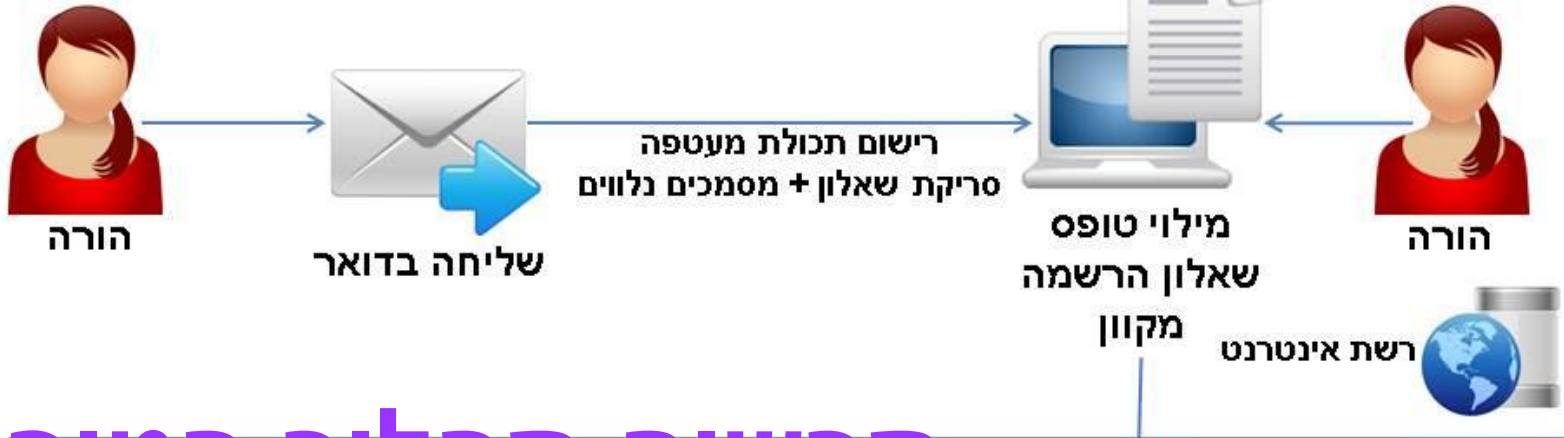 הורה
שליחה בדואר
רישום תכולת מעטפה
סריקת שאלון + מסמכים נלווים
מילוי טופס
שאלון הרשמה
מקוון
הורה
רשת אינטרנט